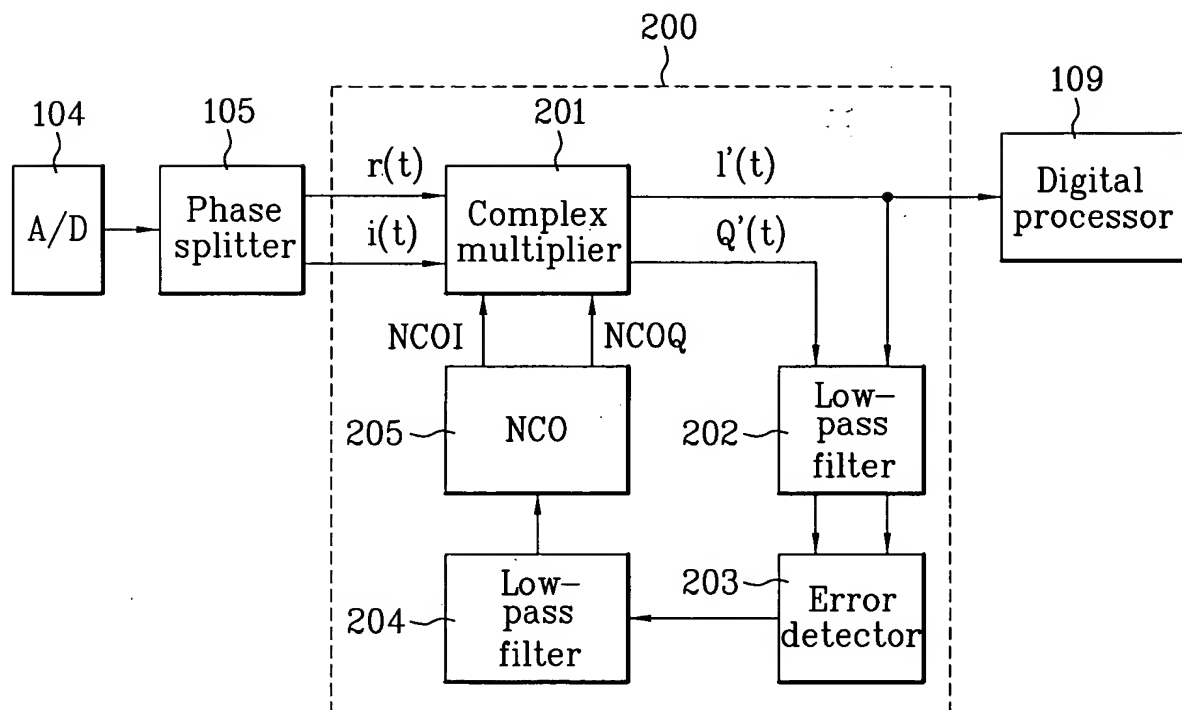 200
104
105
201
109
A/D
Phase
splitter
r(t)
i(t)
Complex
multiplier
I'(t)
Q'(t)
Digital
processor
NCOI
NCOQ
205
NCO
202
Low-
pass
filter
204
Low-
pass
filter
203
Error
detector